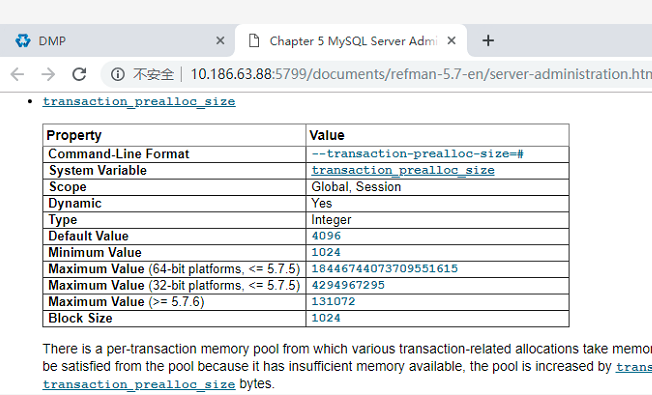 DMP
Chapter 5 MySQL Server Adm
不安全 | 10.186.63.88:5799/documents/refman-5.7-en/server-administration.htm
• transaction_prealloc_size
Property Value
Command-Line Format --transaction-prealloc-size=#
System Variable transaction_prealloc_size
Scope Global, Session
Dynamic Yes
Type Integer
Default Value 4096
Minimum Value 1024
Maximum Value (64-bit platforms, <= 5.7.5) 18446744073709551615
Maximum Value (32-bit platforms, <= 5.7.5) 4294967295
Maximum Value (>= 5.7.6) 131072
Block Size 1024
There is a per-transaction memory pool from which various transaction-related allocations take memo
be satisfied from the pool because it has insufficient memory available, the pool is increased by trans
transaction_prealloc_size bytes.